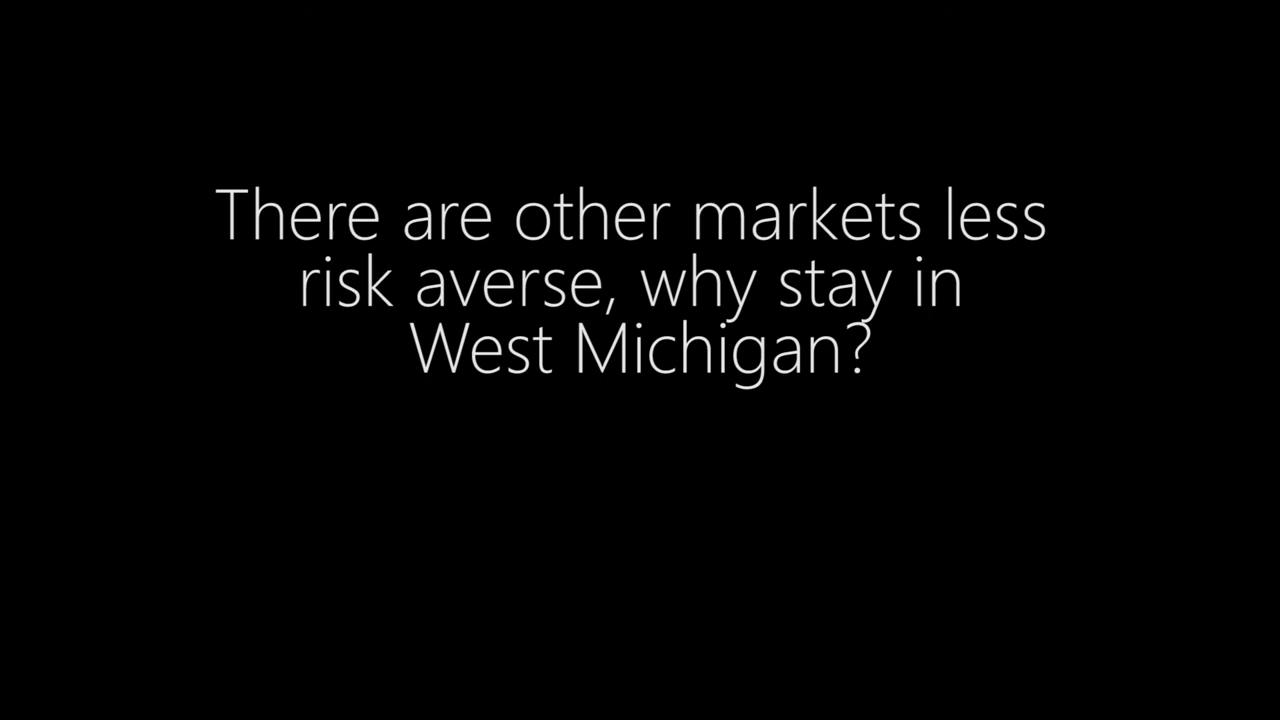 There are other markets less
risk averse, why stay in
West Michigan?